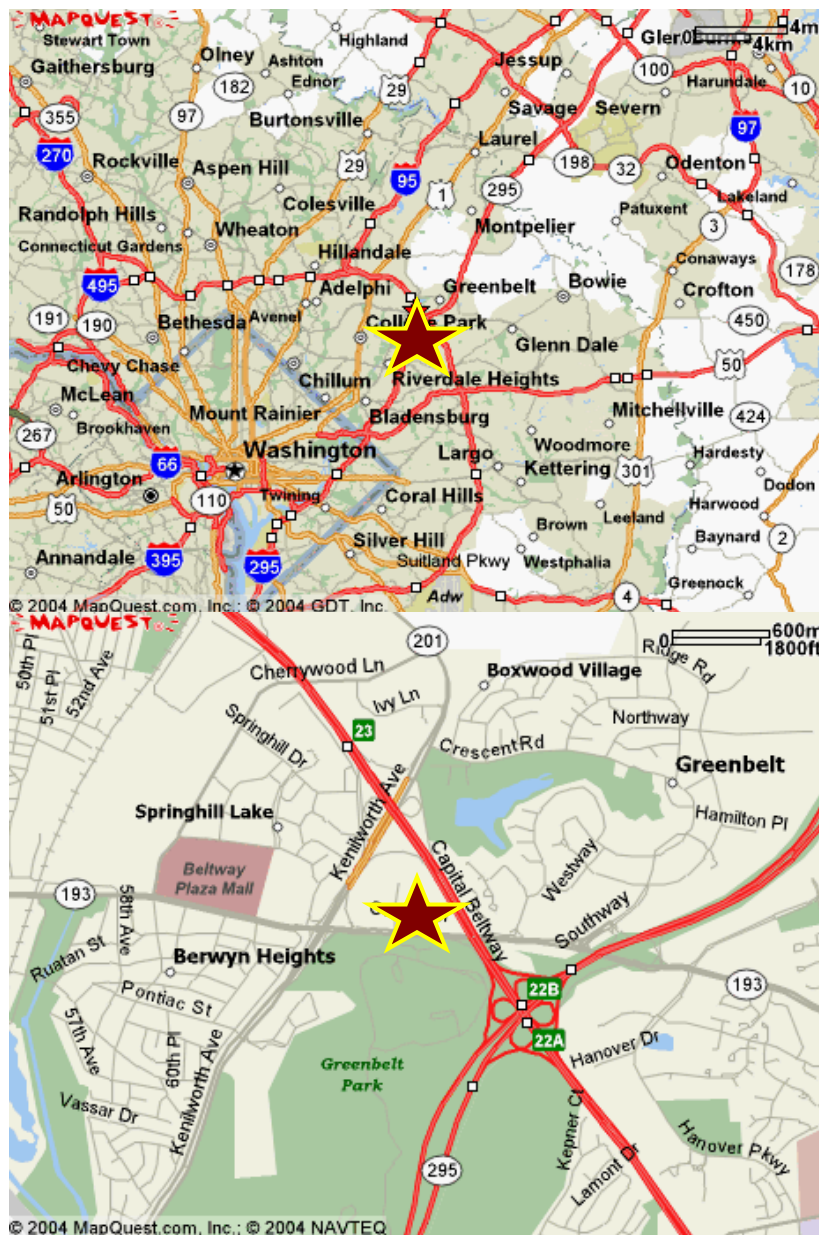 MAPQUEST
Stewart Town
Olney
Ashton
Highland
4m
4km
Gaithersburg
182
Ednor
29
Jessup
100
Harundale
355
97
Burtonsville
Savage
Severn
10
270
Rockville
Aspen Hill
29
95
Laurel
198
32
Odenton
97
1
295
Randolph Hills
Colesville
Montpelier
Patuxent
Lakeland
3
Connecticut Gardens
Wheaton
Hillandale
Conaways
178
495
Adelphi
Greenbelt
Bowie
Crofton
191
190
Bethesda
Avenel
Park
Glenn Dale
450
Chevy Chase
Chillum
Riverdale Heights
50
McLean
Mount Rainier
Bladensburg
Mitchellville
424
Brookhaven
267
66
Washington
Largo
Woodmore
Hardesty
Arlington
110
Kettering
301
Dodon
50
Twining
Coral Hills
Leeland
Harwood
Brown
Baynard
2
Annandale
395
295
Silver Hill
Suitland Pkwy
Westphalia
Greenock
Adw
4
© 2004 MapQuest.com, Inc.; © 2004 GDT, Inc.
MAPQUEST
600m
0
1800ft
50th Pl
51st Pl
52nd Ave
Cherrywood Ln
201
Boxwood Village
Ridge Rd
Ivy Ln
Northway
Springhill Dr
23
Crescent Rd
Greenbelt
Springhill Lake
Kenilworth Ave
Hamilton Pl
Beltway
Plaza Mall
Capital Beltway
Westway
193
58th Ave
Southway
Ruatan St
Berwyn Heights
193
Pontiac St
22B
57th Ave
60th Pl
22A
Hanover Dr
Greenbelt
Park
Vassar Dr
Kenilworth Ave
Kepner Ct
Hanover Pkwy
295
Lamont Dr
© 2004 MapQuest.com, Inc.; © 2004 NAVTEQ